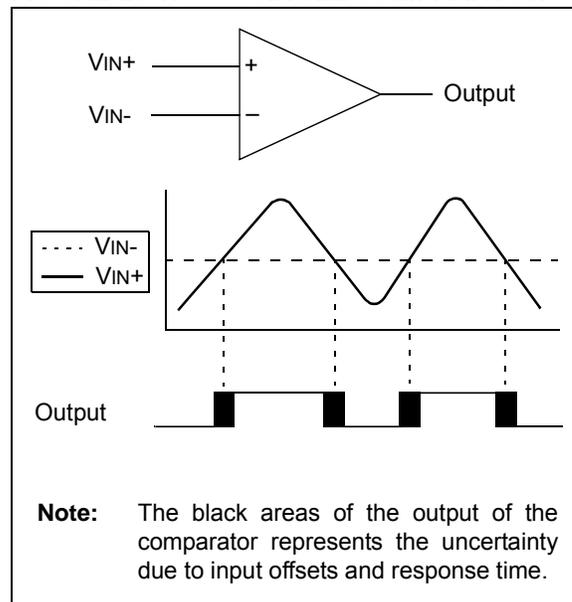 VIN+
+
Output
VIN-
–
VIN-
VIN+
Output
Note: The black areas of the output of the
comparator represents the uncertainty
due to input offsets and response time.